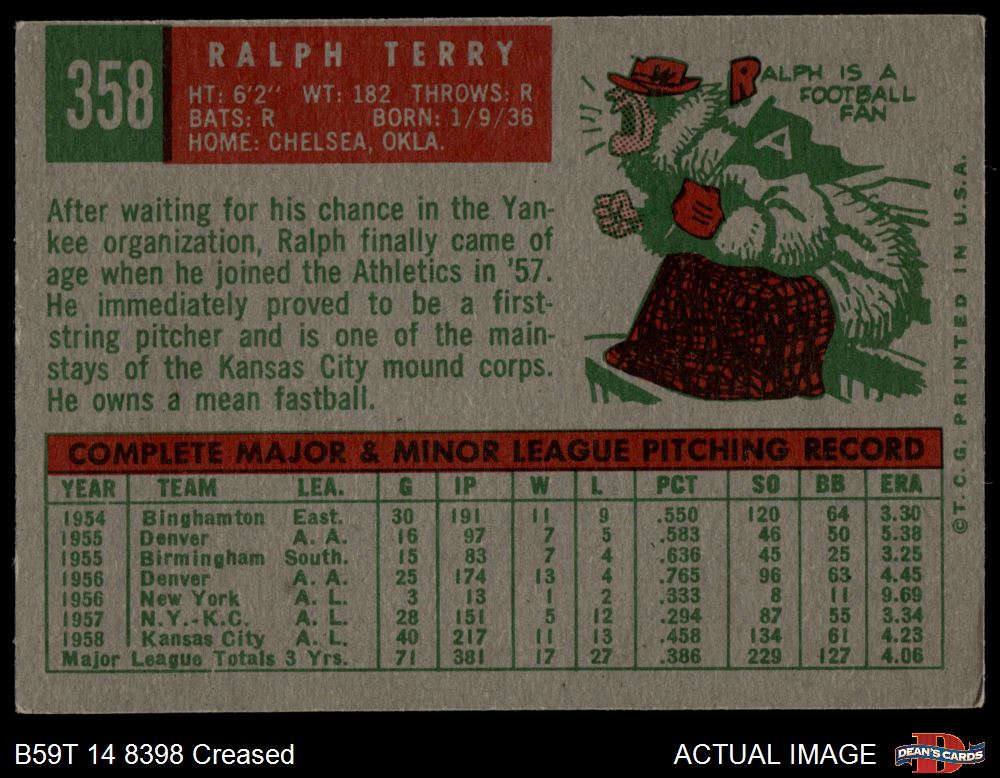 358
RALPH TERRY
HT: 6'2" WT: 182 THROWS: R
BATS: R BORN: 1/9/36
HOME: CHELSEA, OKLA.
RALPH IS A
FOOTBALL
FAN
A
After waiting for his chance in the Yan-
kee organization, Ralph finally came of
age when he joined the Athletics in '57.
He immediately proved to be a first-
string pitcher and is one of the main-
stays of the Kansas City mound corps.
He owns a mean fastball.
COMPLETE MAJOR & MINOR LEAGUE PITCHING RECORD
YEAR TEAM LEA. G IP W L PCT SO BB ERA
1954 Binghamton East. 30 191 11 9 .550 120 64 3.30
1955 Denver A. A. 16 97 7 5 .583 46 50 5.38
1955 Birmingham South. 15 83 7 4 .636 45 25 3.25
1956 Denver A. A. 25 174 13 4 .765 96 63 4.45
1956 New York A. L. 3 13 1 2 .333 8 11 9.69
1957 N.Y.-K.C. A. L. 28 151 5 12 .294 87 55 3.34
1958 Kansas City A. L. 40 217 11 13 .458 134 61 4.23
Major League Totals 3 Yrs. 71 381 17 27 .386 229 127 4.06
©T.C.G. PRINTED IN U.S.A.
B59T 14 8398 Creased
ACTUAL IMAGE
DEAN'S CARDS